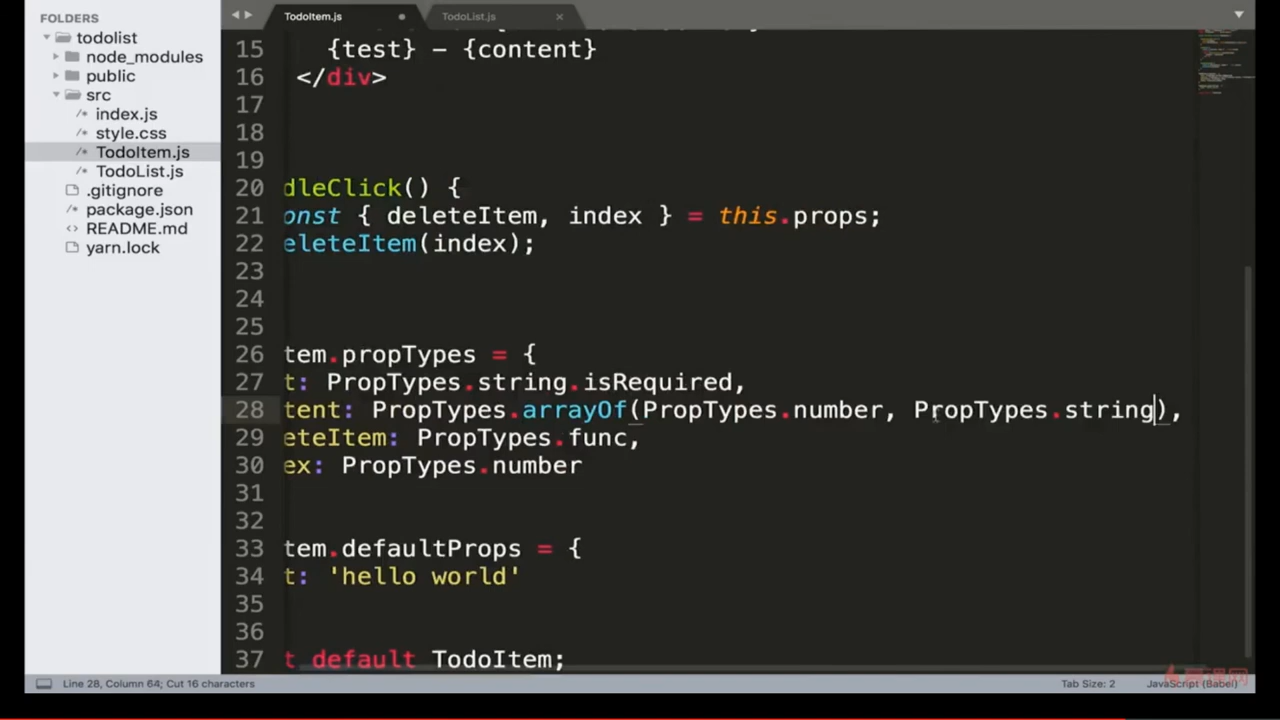 FOLDERS
todolist
node_modules
public
src
index.js
style.css
TodoItem.js
TodoList.js
.gitignore
package.json
README.md
yarn.lock
TodoItem.js
TodoList.js
15 {test} - {content}
16 </div>
17
18
19
20 dleClick() {
21 onst { deleteItem, index } = this.props;
22 eleteItem(index);
23
24
25
26 tem.propTypes = {
27 t: PropTypes.string.isRequired,
28 tent: PropTypes.arrayOf(PropTypes.number, PropTypes.string),
29 eteItem: PropTypes.func,
30 ex: PropTypes.number
31
32
33 tem.defaultProps = {
34 t: 'hello world'
35
36
37 t default TodoItem;
Line 28, Column 64; Cut 16 characters
Tab Size: 2
JavaScript (Babel)